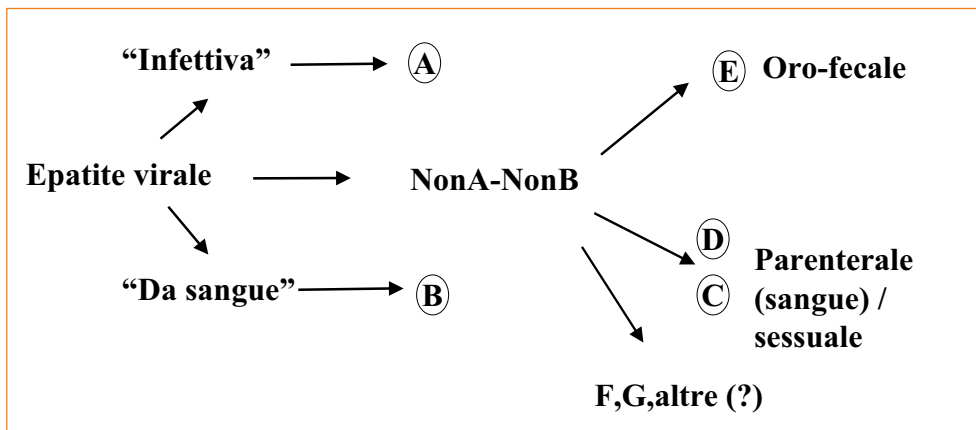 “Infettiva”
A
E
Oro-fecale
Epatite virale
NonA-NonB
D
C
Parenterale
(sangue) /
sessuale
“Da sangue”
B
F,G,altre (?)